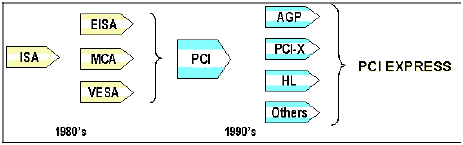 ISA
EISA
MCA
VESA
PCI
AGP
PCI-X
HL
Others
PCI EXPRESS
1980's
1990's